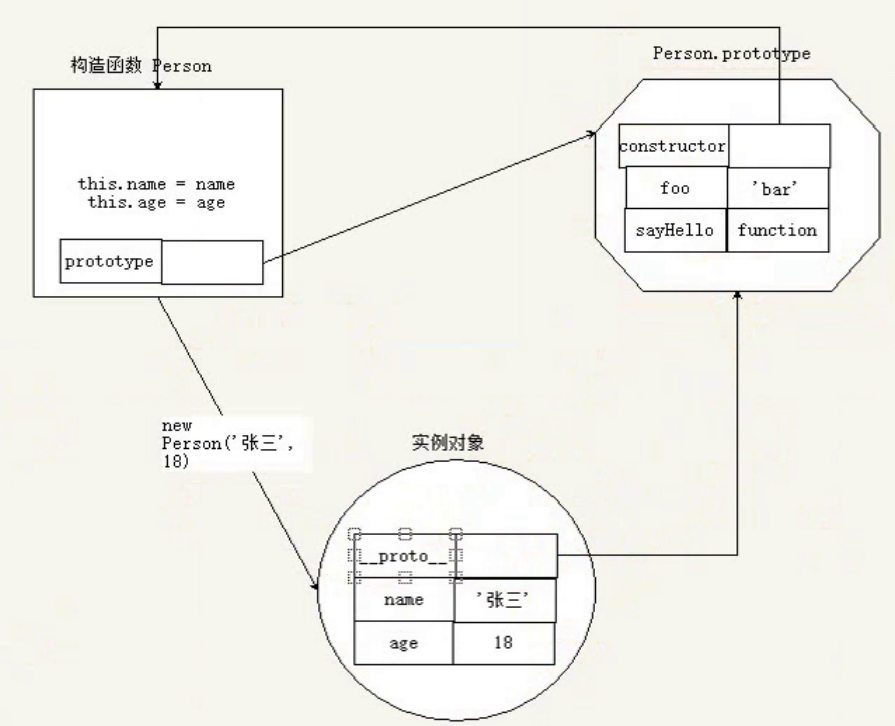 构造函数 Person
Person.prototype
this.name = name
this.age = age
prototype
constructor
foo 'bar'
sayHello function
new
Person('张三',
18)
实例对象
__proto__
name '张三'
age 18